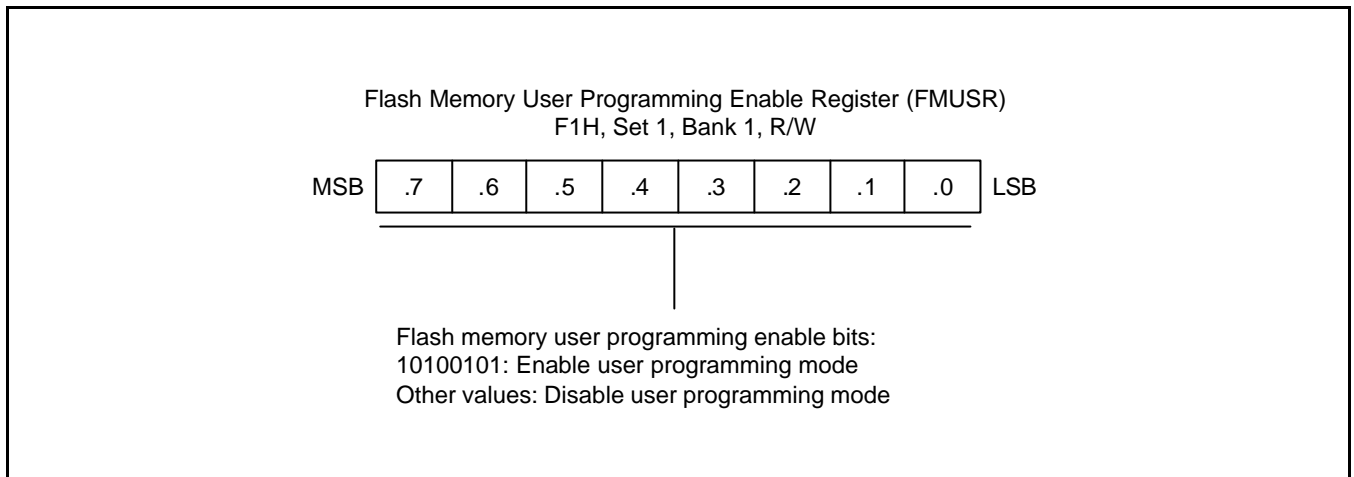 Flash Memory User Programming Enable Register (FMUSR)
F1H, Set 1, Bank 1, R/W
MSB .7 .6 .5 .4 .3 .2 .1 .0 LSB
Flash memory user programming enable bits:
10100101: Enable user programming mode
Other values: Disable user programming mode